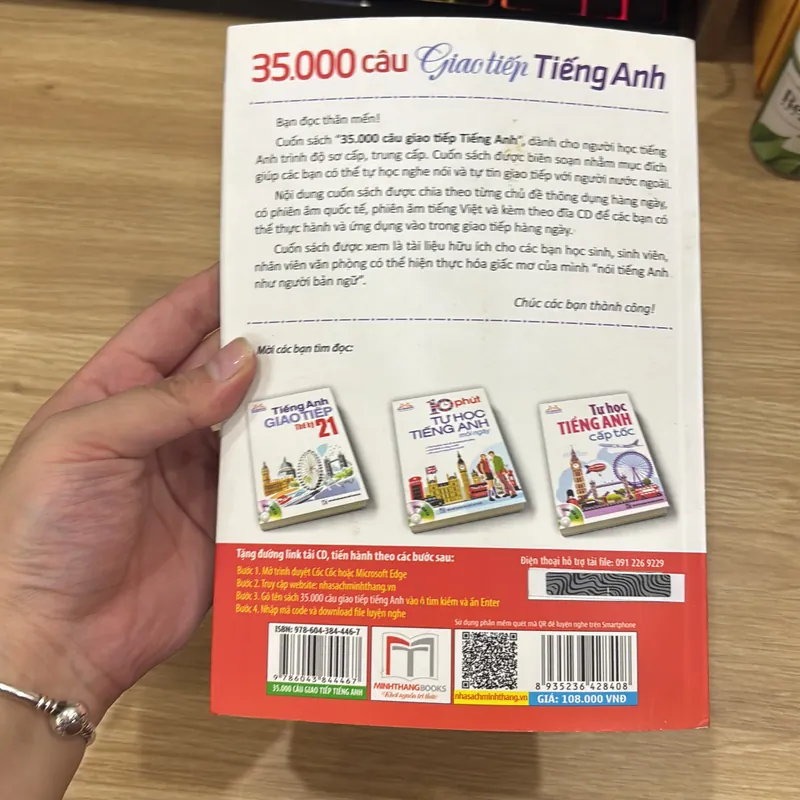 35.000 câu Giao tiếp Tiếng Anh
Bạn đọc thân mến!
Cuốn sách "35.000 câu giao tiếp Tiếng Anh", dành cho người học tiếng
Anh trình độ sơ cấp, trung cấp. Cuốn sách được biên soạn nhằm mục đích
giúp các bạn có thể tự học nghe nói và tự tin giao tiếp với người nước ngoài.
Nội dung cuốn sách được chia theo từng chủ đề thông dụng hàng ngày,
có phiên âm quốc tế, phiên âm tiếng Việt và kèm theo đĩa CD để các bạn có
thể thực hành và ứng dụng vào trong giao tiếp hàng ngày.
Cuốn sách được xem là tài liệu hữu ích cho các bạn học sinh, sinh viên,
nhân viên văn phòng có thể hiện thực hóa giấc mơ của mình "nói tiếng Anh
như người bản ngữ".
Chúc các bạn thành công!
Mời các bạn tìm đọc:
Tiếng Anh
GIAO TIẾP
Thế kỷ 21
10 phút
TỰ HỌC
TIẾNG ANH
mỗi ngày
Tự học
TIẾNG ANH
cấp tốc
Tặng đường link tải CD, tiến hành theo các bước sau:
Bước 1. Mở trình duyệt Cốc Cốc hoặc Microsoft Edge
Bước 2. Truy cập website: nhasachminhthang.vn
Bước 3. Gõ tên sách 35.000 câu giao tiếp tiếng Anh vào ô tìm kiếm và ấn Enter
Bước 4. Nhập mã code và download file luyện nghe
Điện thoại hỗ trợ tải file: 091 226 9229
Sử dụng phần mềm quét mã QR để luyện nghe trên Smartphone
ISBN: 978-604-384-446-7
9 786043 844467
35.000 CÂU GIAO TIẾP TIẾNG ANH
MINHTHANGBOOKS
Khơi nguồn tri thức
nhasachminhthang.vn
8 935236 428408
GIÁ: 108.000 VNĐ